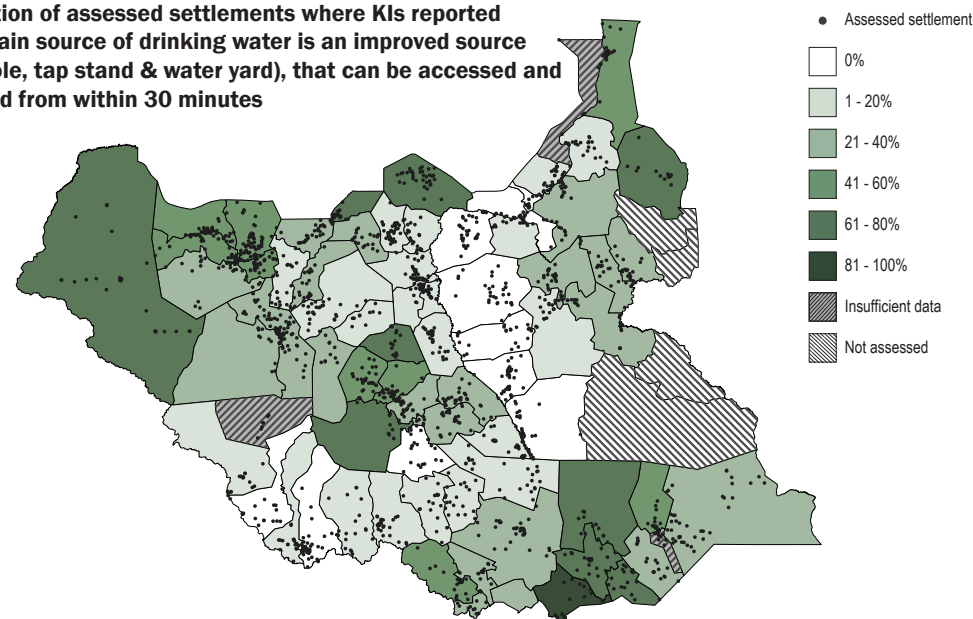 tion of assessed settlements where KIs reported
ain source of drinking water is an improved source
ole, tap stand & water yard), that can be accessed and
d from within 30 minutes
Assessed settlement
0%
1 - 20%
21 - 40%
41 - 60%
61 - 80%
81 - 100%
Insufficient data
Not assessed